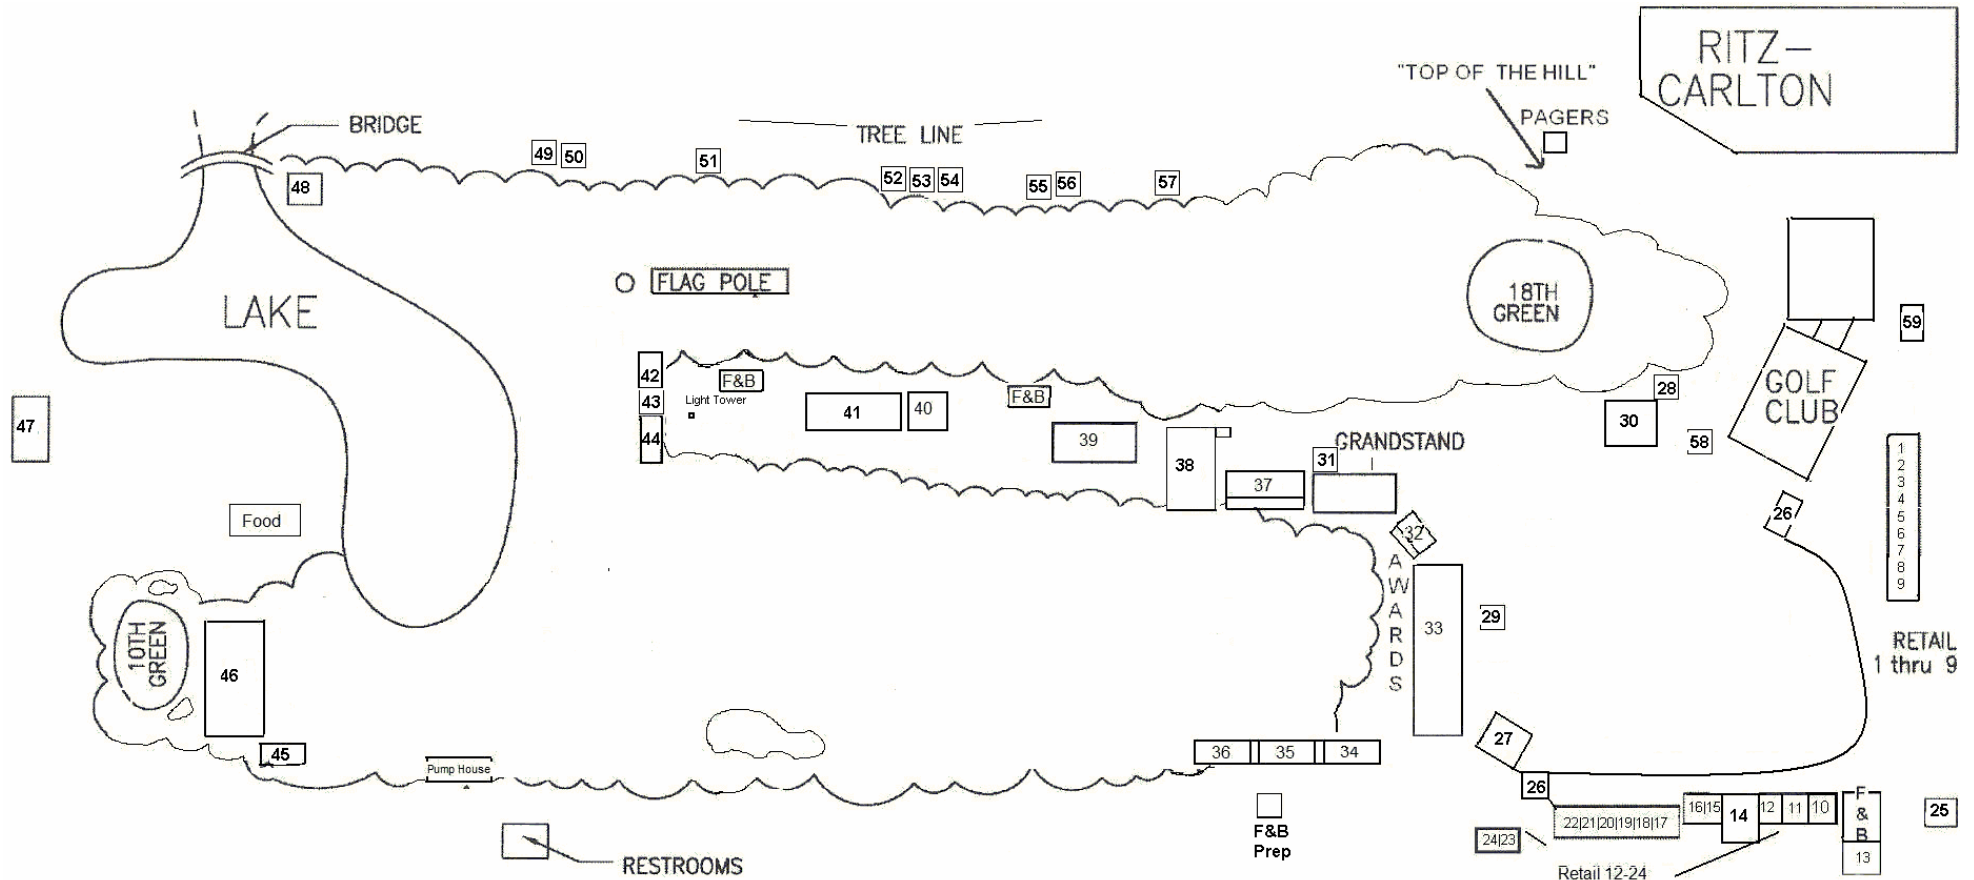 RITZ-
CARLTON
"TOP OF THE HILL"
PAGERS
BRIDGE
TREE LINE
48
49
50
51
52
53
54
55
56
57
LAKE
FLAG POLE
18TH
GREEN
59
GOLF
CLUB
28
30
58
42
43
44
F&B
Light Tower
41
40
F&B
39
38
37
31
GRANDSTAND
32
26
1
2
3
4
5
6
7
8
9
RETAIL
1 thru 9
47
Food
10TH
GREEN
46
45
Pump House
RESTROOMS
A
W
A
R
D
S
33
29
36
35
34
27
26
F&B
Prep
22|21|20|19|18|17
16|15
14
12
11
10
F
&
B
13
25
24|23
Retail 12-24